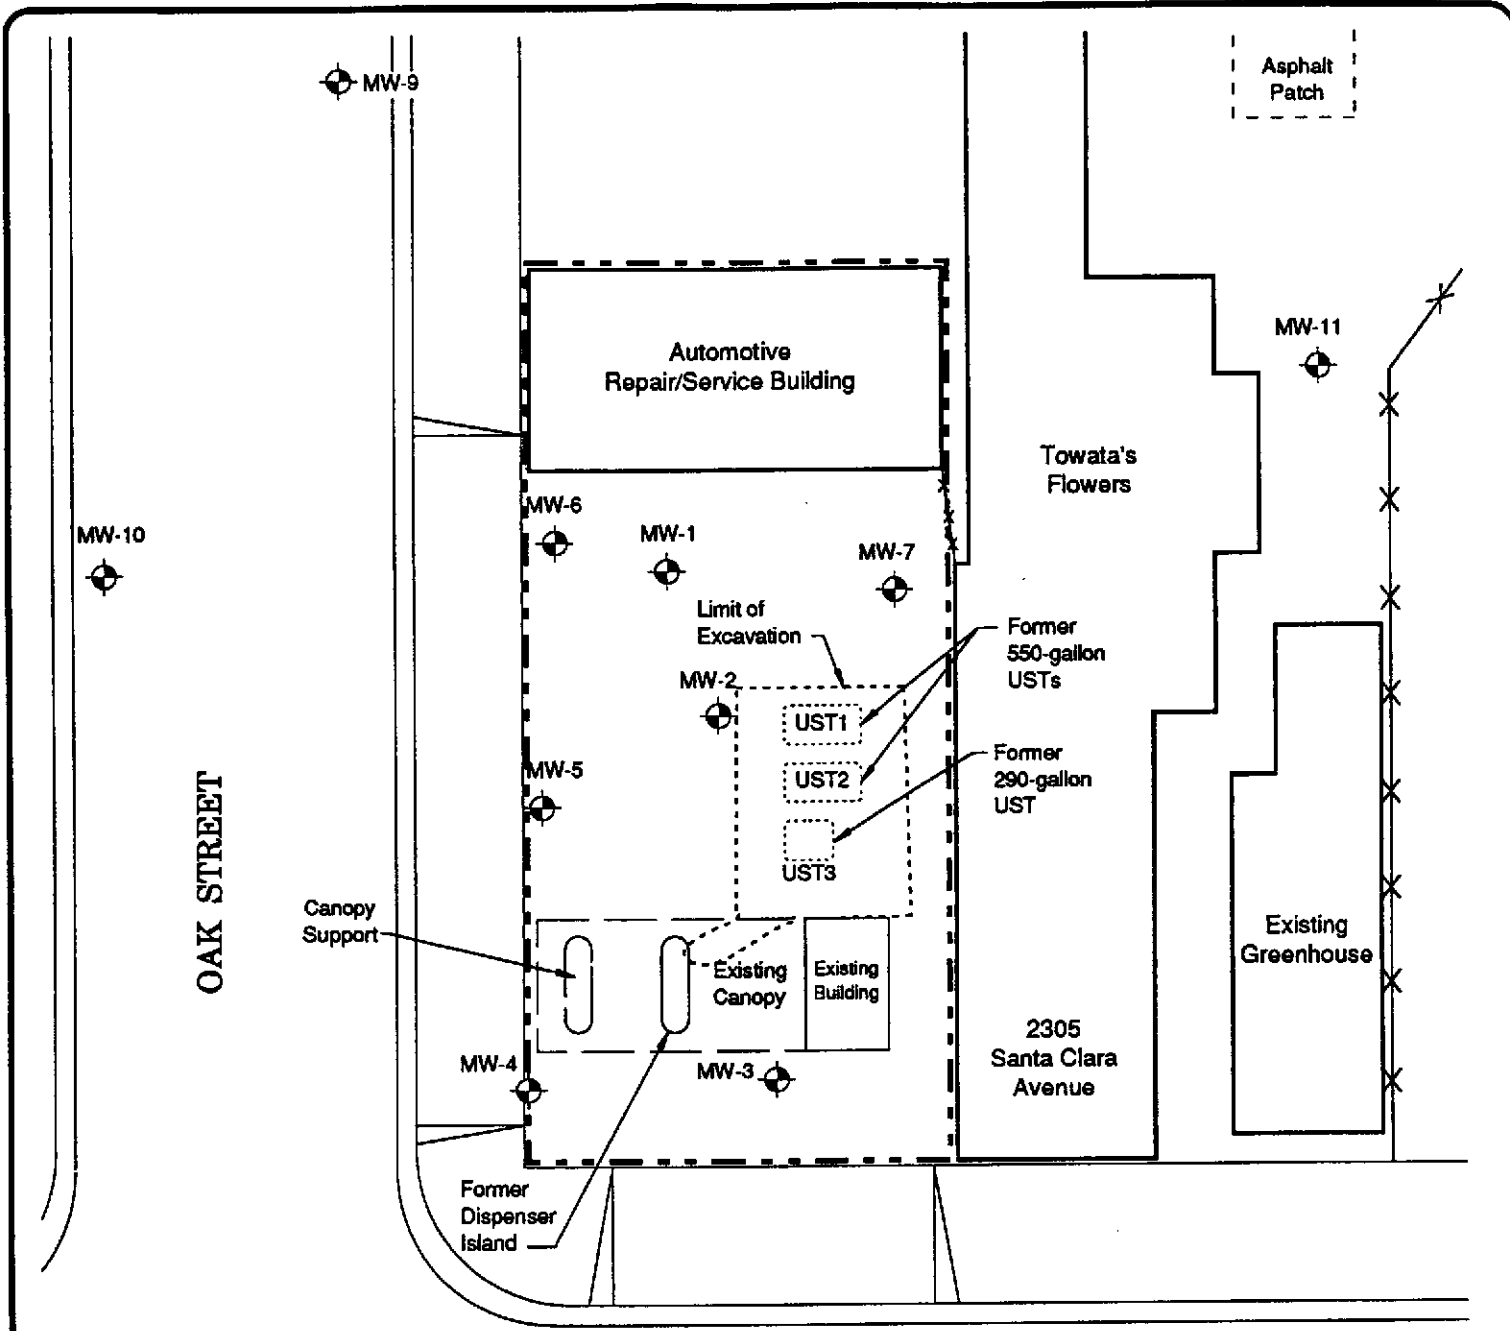 Asphalt
Patch
MW-9
MW-11
Automotive
Repair/Service Building
Towata's
Flowers
MW-6
MW-1
MW-10
MW-7
Limit of
Excavation
Former
550-gallon
USTs
MW-2
UST1
Former
290-gallon
UST
MW-5
UST2
OAK STREET
UST3
Canopy
Support
Existing
Canopy
Existing
Building
Existing
Greenhouse
2305
Santa Clara
Avenue
MW-4
MW-3
Former
Dispenser
Island